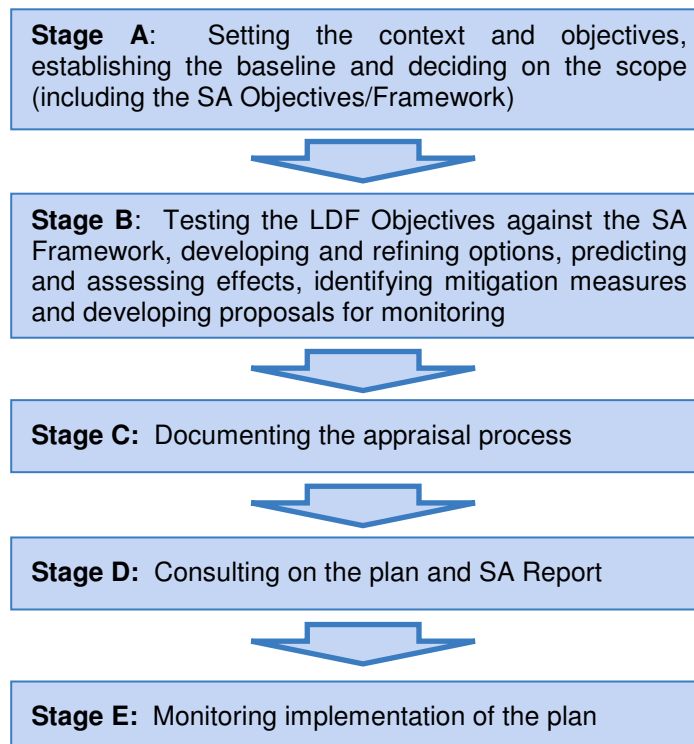 Stage A: Setting the context and objectives,
establishing the baseline and deciding on the scope
(including the SA Objectives/Framework)
Stage B: Testing the LDF Objectives against the SA
Framework, developing and refining options, predicting
and assessing effects, identifying mitigation measures
and developing proposals for monitoring
Stage C: Documenting the appraisal process
Stage D: Consulting on the plan and SA Report
Stage E: Monitoring implementation of the plan